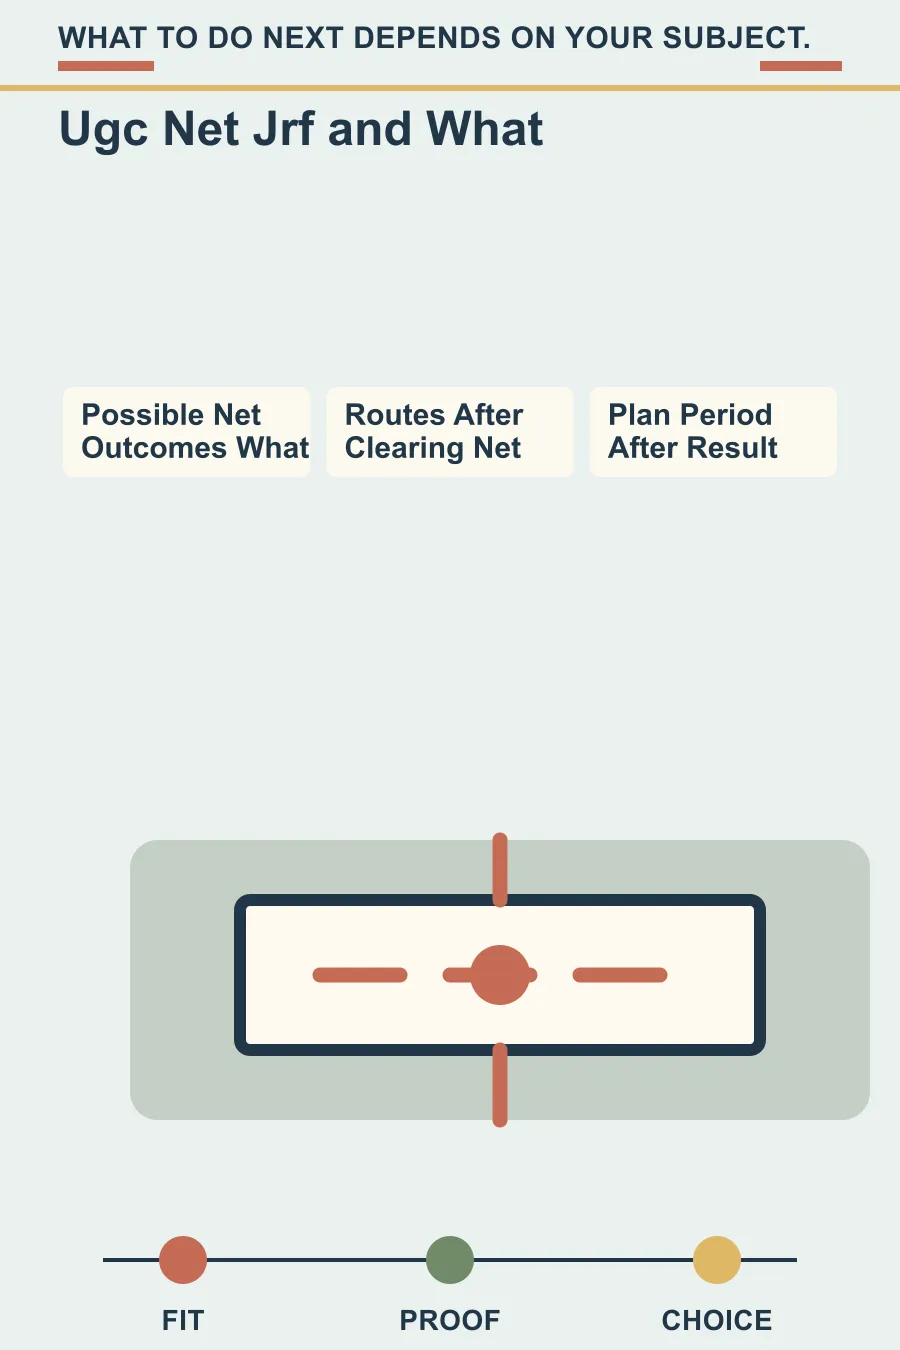 WHAT TO DO NEXT DEPENDS ON YOUR SUBJECT.
Ugc Net Jrf and What
Possible Net
Outcomes What
Routes After
Clearing Net
Plan Period
After Result
FIT
PROOF
CHOICE